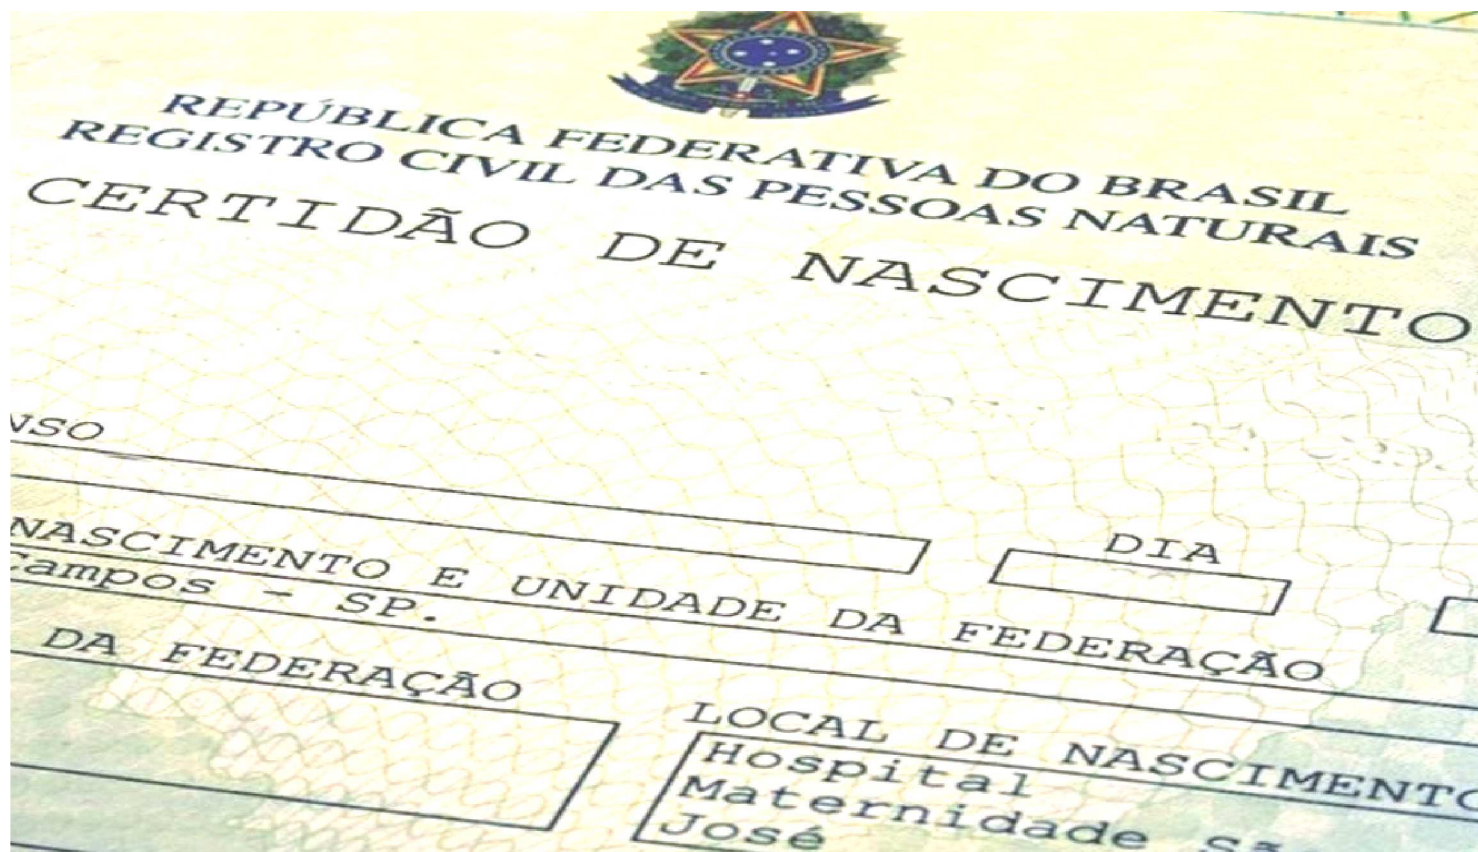 REPÚBLICA FEDERATIVA DO BRASIL
REGISTRO CIVIL DAS PESSOAS NATURAIS
CERTIDÃO DE NASCIMENTO
NSO
DIA
NASCIMENTO E UNIDADE DA FEDERAÇÃO
Campos - SP.
DA FEDERAÇÃO
LOCAL DE NASCIMENTO
Hospital
Maternidade
José